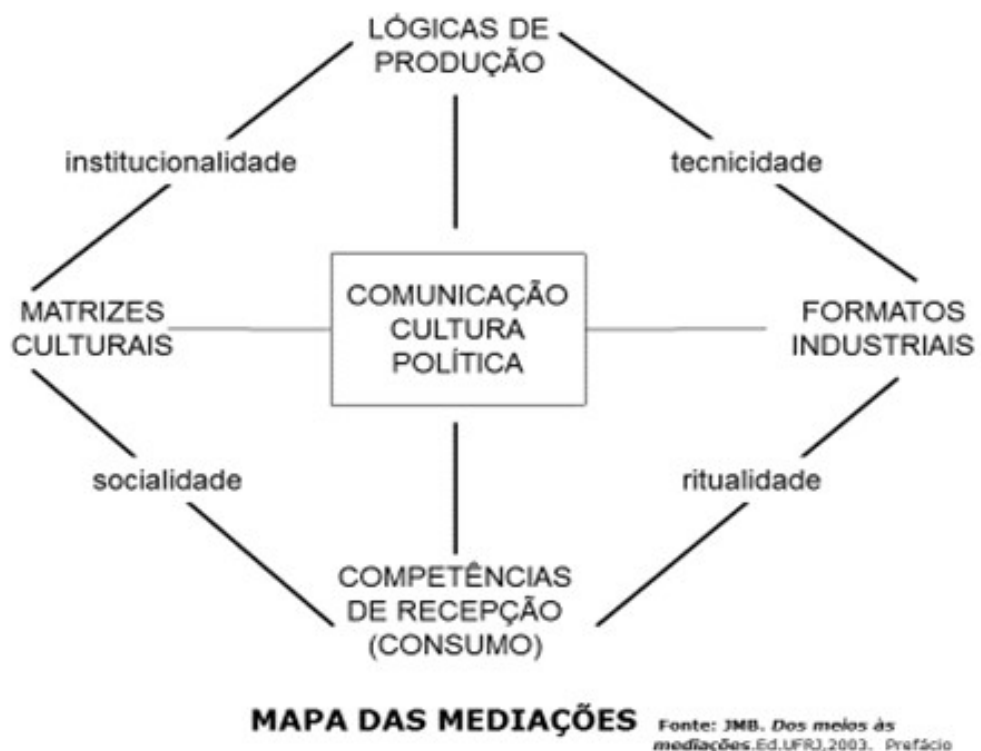 LÓGICAS DE
PRODUÇÃO
institucionalidade
tecnicidade
MATRIZES
CULTURAIS
COMUNICAÇÃO
CULTURA
POLÍTICA
FORMATOS
INDUSTRIAIS
socialidade
ritualidade
COMPETÊNCIAS
DE RECEPÇÃO
(CONSUMO)
MAPA DAS MEDIAÇÕES
Fonte: JMB. Dos meios às
mediações.Ed.UFRJ,2003. Prefácio